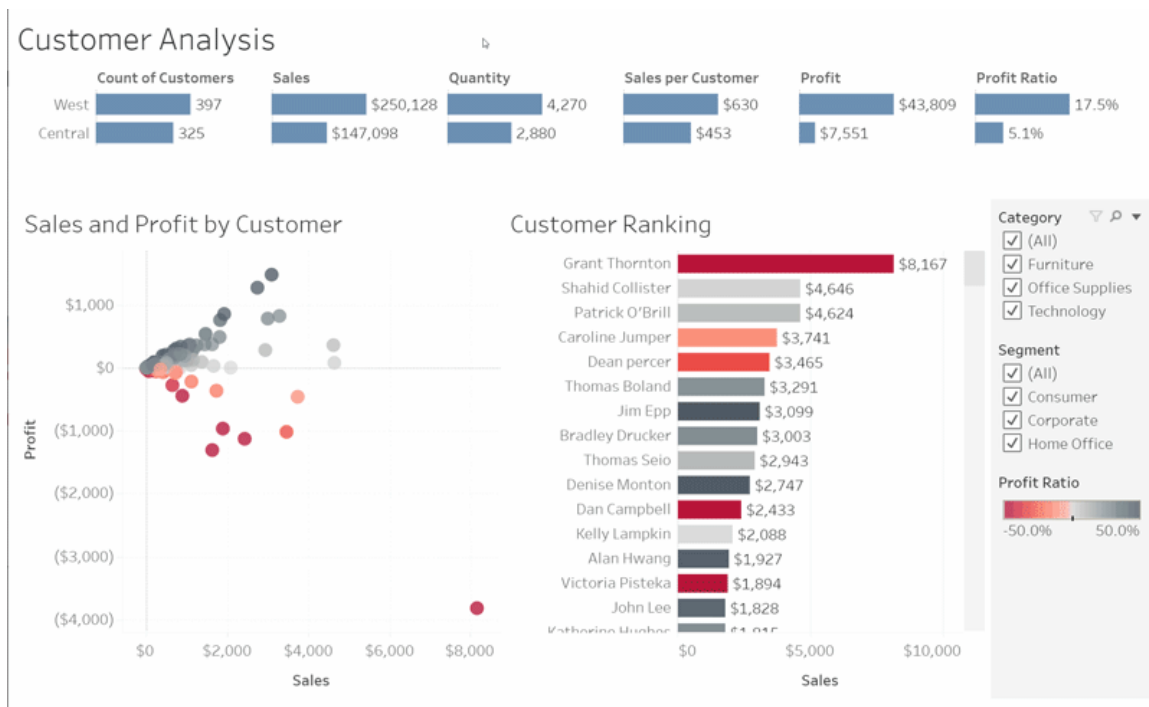 Customer Analysis
Count of Customers Sales Quantity Sales per Customer Profit Profit Ratio
West 397 $250,128 4,270 $630 $43,809 17.5%
Central 325 $147,098 2,880 $453 $7,551 5.1%
Sales and Profit by Customer
$1,000
$0
($1,000)
($2,000)
($3,000)
($4,000)
Profit
$0 $2,000 $4,000 $6,000 $8,000
Sales
Customer Ranking
Grant Thornton $8,167
Shahid Collister $4,646
Patrick O'Brill $4,624
Caroline Jumper $3,741
Dean percer $3,465
Thomas Boland $3,291
Jim Epp $3,099
Bradley Drucker $3,003
Thomas Seio $2,943
Denise Monton $2,747
Dan Campbell $2,433
Kelly Lampkin $2,088
Alan Hwang $1,927
Victoria Pisteka $1,894
John Lee $1,828
$0 $5,000 $10,000
Sales
Category
(All)
Furniture
Office Supplies
Technology
Segment
(All)
Consumer
Corporate
Home Office
Profit Ratio
-50.0% 50.0%